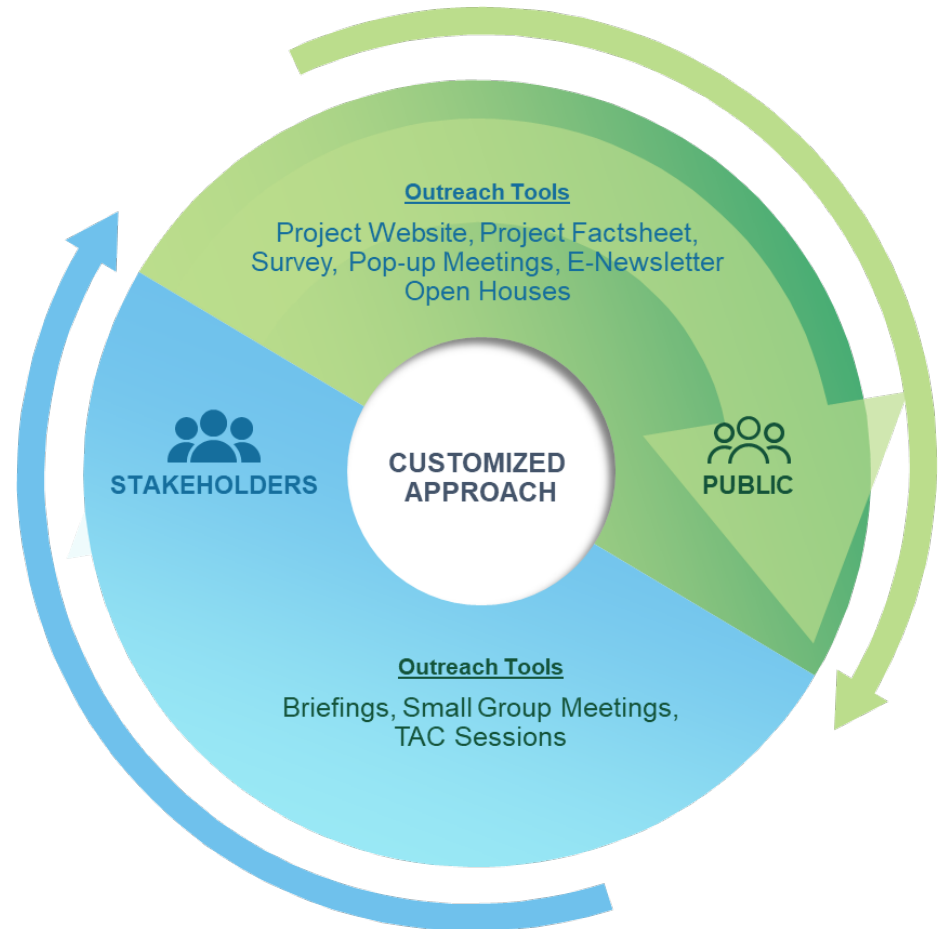 Outreach Tools
Project Website, Project Factsheet,
Survey, Pop-up Meetings, E-Newsletter
Open Houses
STAKEHOLDERS
CUSTOMIZED
APPROACH
PUBLIC
Outreach Tools
Briefings, Small Group Meetings,
TAC Sessions